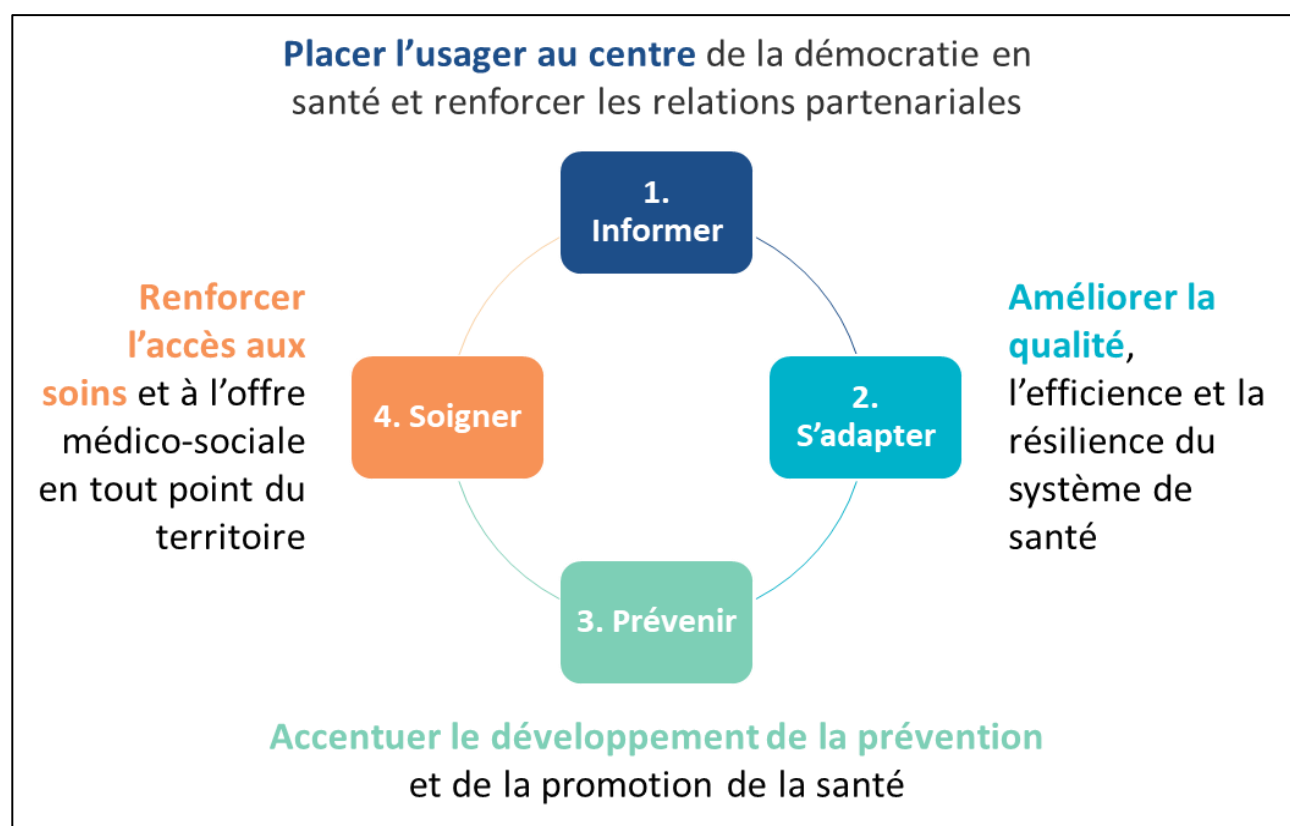 Placer l’usager au centre de la démocratie en
santé et renforcer les relations partenariales
1.
Informer
Renforcer
l’accès aux
soins et à l’offre
médico-sociale
en tout point du
territoire
4. Soigner
2.
S’adapter
Améliorer la
qualité,
l’efficience et la
résilience du
système de
santé
3. Prévenir
Accentuer le développement de la prévention
et de la promotion de la santé